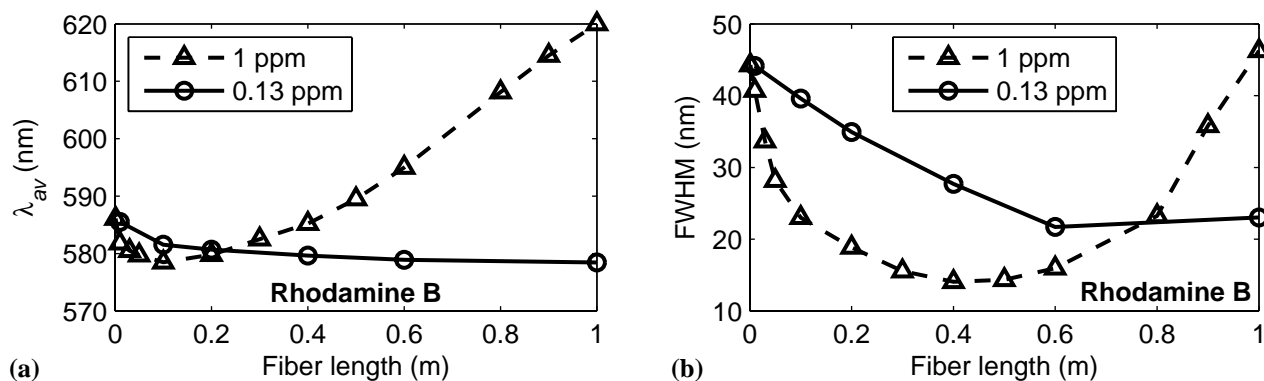 620
610
600
590
580
570
λav (nm)
1 ppm
0.13 ppm
Rhodamine B
0 0.2 0.4 0.6 0.8 1
Fiber length (m)
(a)
50
40
30
20
10
FWHM (nm)
1 ppm
0.13 ppm
Rhodamine B
0 0.2 0.4 0.6 0.8 1
Fiber length (m)
(b)